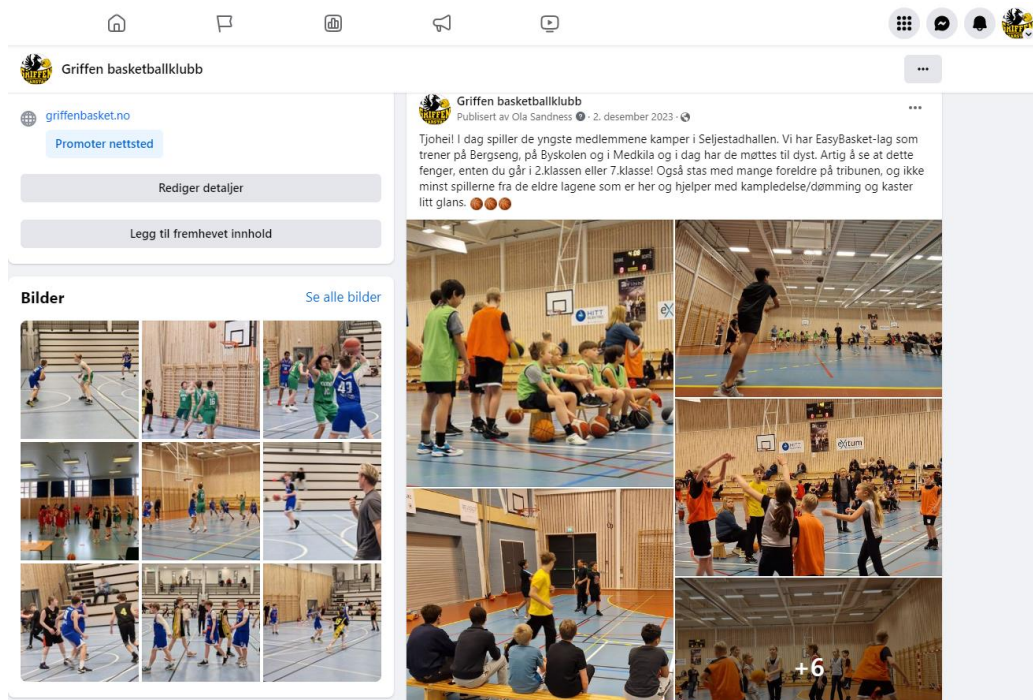 Griffen basketballklubb
griffenbasket.no
Promoter nettsted
Rediger detaljer
Legg til fremhevet innhold
Bilder
Se alle bilder
Griffen basketballklubb
Publisert av Ola Sandness · 2. desember 2023 ·
Tjohei! I dag spiller de yngste medlemmene kamper i Seljestadhallen. Vi har EasyBasket-lag som
trener på Bergseng, på Byskolen og i Medkila og i dag har de møttes til dyst. Artig å se at dette
fenger, enten du går i 2.klassen eller 7.klasse! Også stas med mange foreldre på tribunen, og ikke
minst spillerne fra de eldre lagene som er her og hjelper med kampledelse/dømming og kaster
litt glans.
HITT
eXitum
43
4
+6